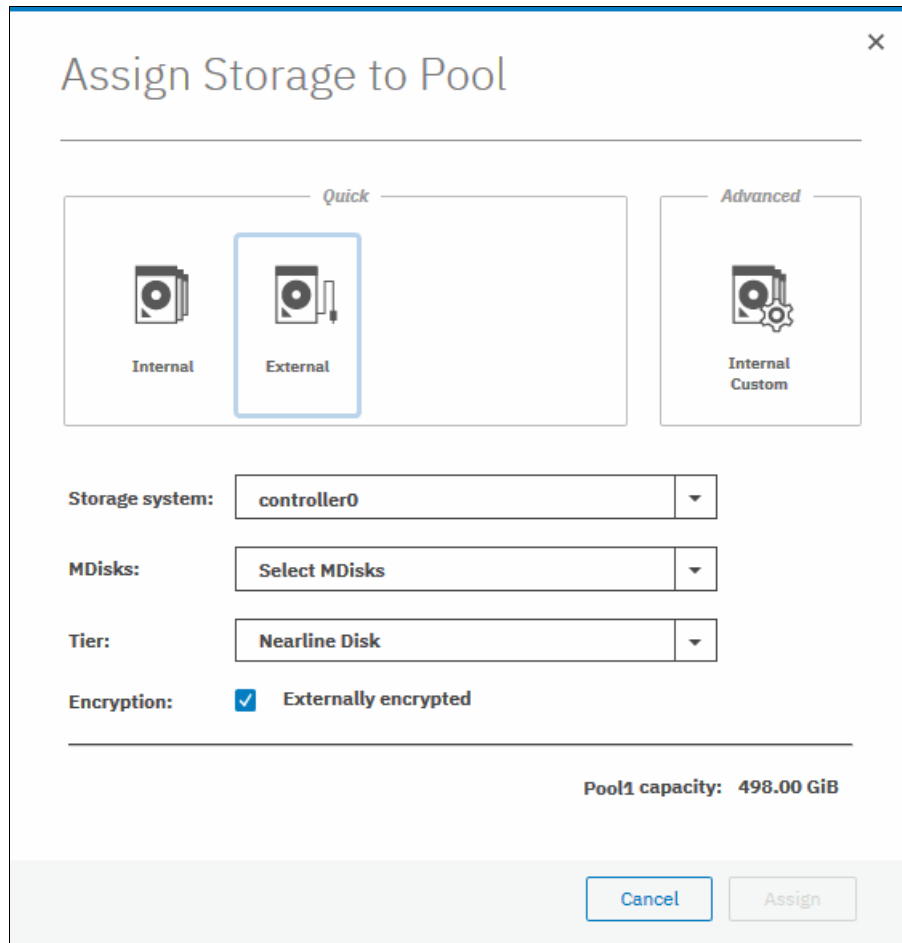 ×
Assign Storage to Pool
Quick
Advanced
Internal
External
Internal
Custom
Storage system:
controller0
MDisks:
Select MDisks
Tier:
Nearline Disk
Encryption:
Externally encrypted
Pool1 capacity: 498.00 GiB
Cancel
Assign